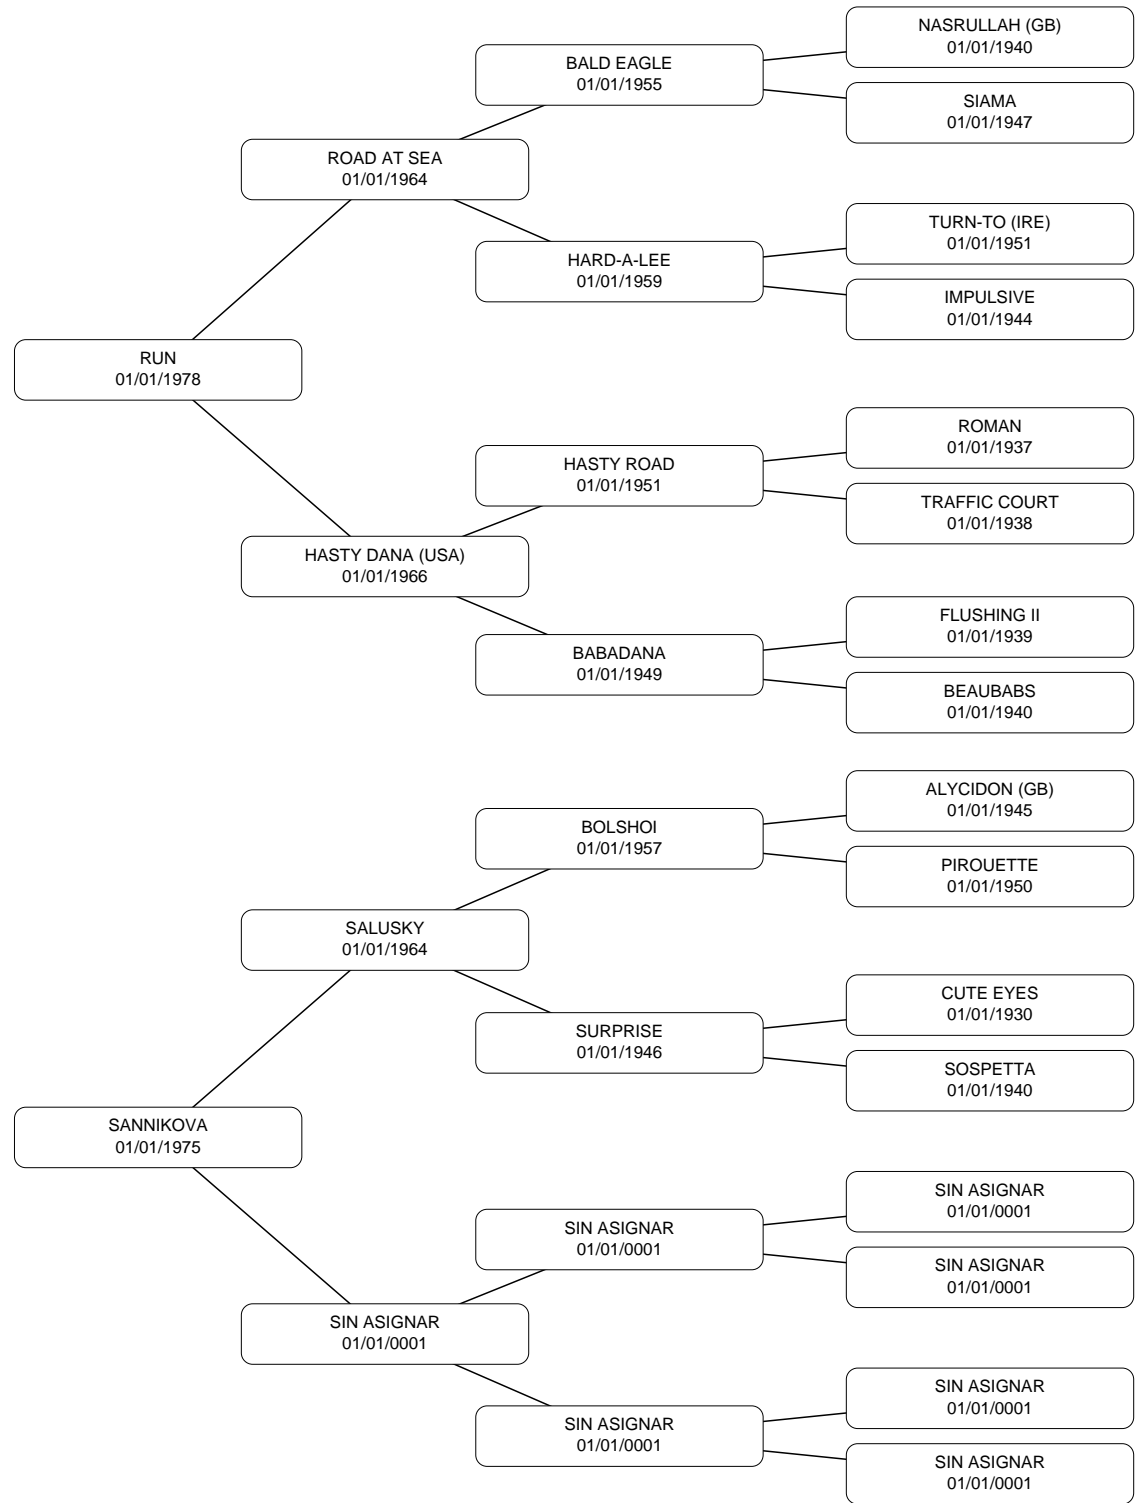 NASRULLAH (GB)
01/01/1940
BALD EAGLE
01/01/1955
SIAMA
01/01/1947
ROAD AT SEA
01/01/1964
TURN-TO (IRE)
01/01/1951
HARD-A-LEE
01/01/1959
IMPULSIVE
01/01/1944
RUN
01/01/1978
ROMAN
01/01/1937
HASTY ROAD
01/01/1951
TRAFFIC COURT
01/01/1938
HASTY DANA (USA)
01/01/1966
FLUSHING II
01/01/1939
BABADANA
01/01/1949
BEAUBABS
01/01/1940
ALYCIDON (GB)
01/01/1945
BOLSHOI
01/01/1957
PIROUETTE
01/01/1950
SALUSKY
01/01/1964
CUTE EYES
01/01/1930
SURPRISE
01/01/1946
SOSPETTA
01/01/1940
SANNIKOVA
01/01/1975
SIN ASIGNAR
01/01/0001
SIN ASIGNAR
01/01/0001
SIN ASIGNAR
01/01/0001
SIN ASIGNAR
01/01/0001
SIN ASIGNAR
01/01/0001
SIN ASIGNAR
01/01/0001
SIN ASIGNAR
01/01/0001